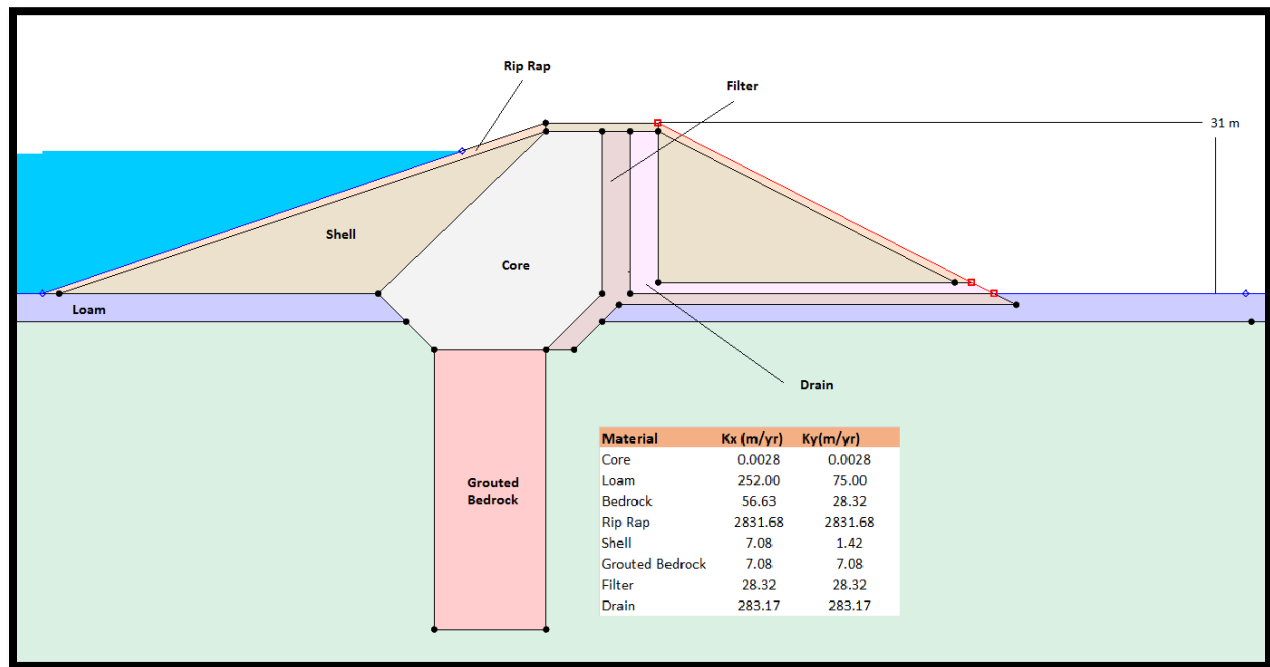 Rip Rap
Filter
31 m
Shell
Core
Loam
Drain
Grouted
Bedrock
Material Kx (m/yr) Ky(m/yr)
Core 0.0028 0.0028
Loam 252.00 75.00
Bedrock 56.63 28.32
Rip Rap 2831.68 2831.68
Shell 7.08 1.42
Grouted Bedrock 7.08 7.08
Filter 28.32 28.32
Drain 283.17 283.17